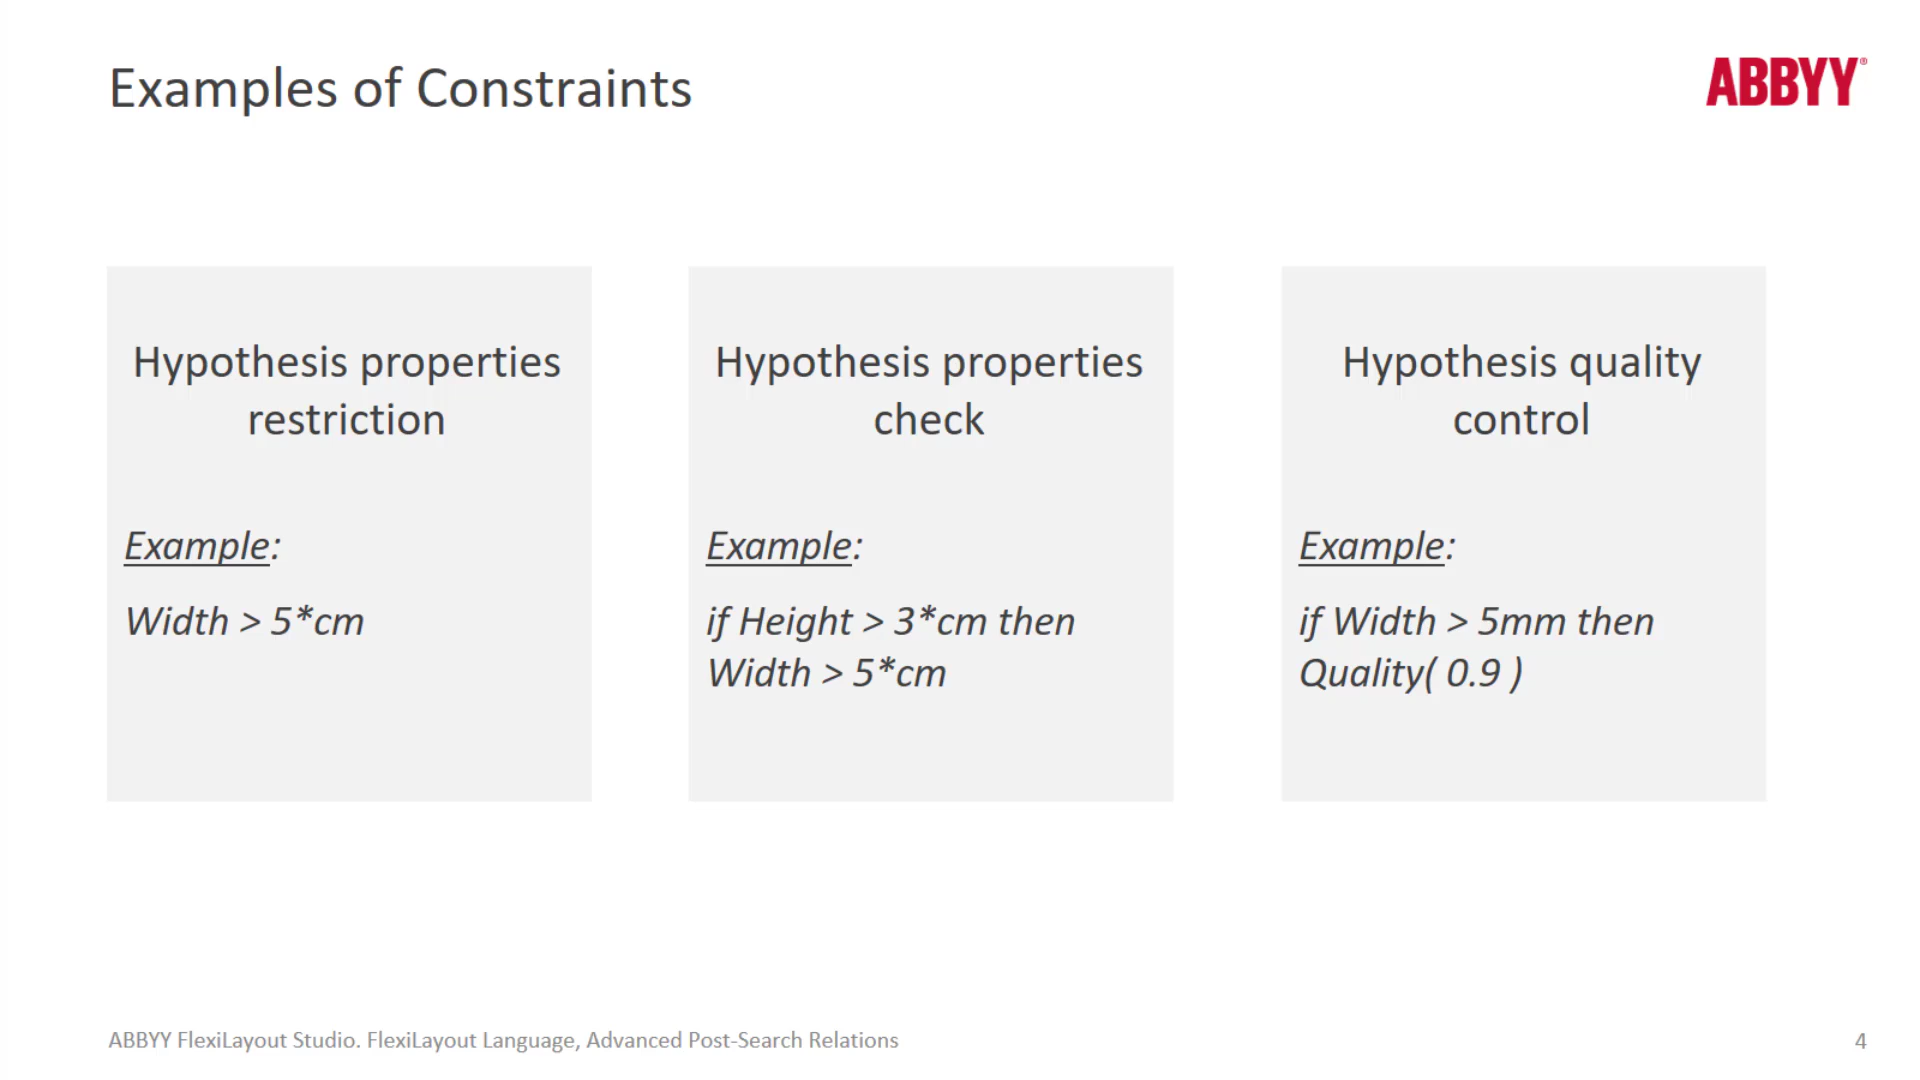 Examples of Constraints
ABBYY®
Hypothesis properties
restriction
Example:
Width > 5*cm
Hypothesis properties
check
Example:
if Height > 3*cm then
Width > 5*cm
Hypothesis quality
control
Example:
if Width > 5mm then
Quality( 0.9 )
ABBYY FlexiLayout Studio. FlexiLayout Language, Advanced Post-Search Relations
4